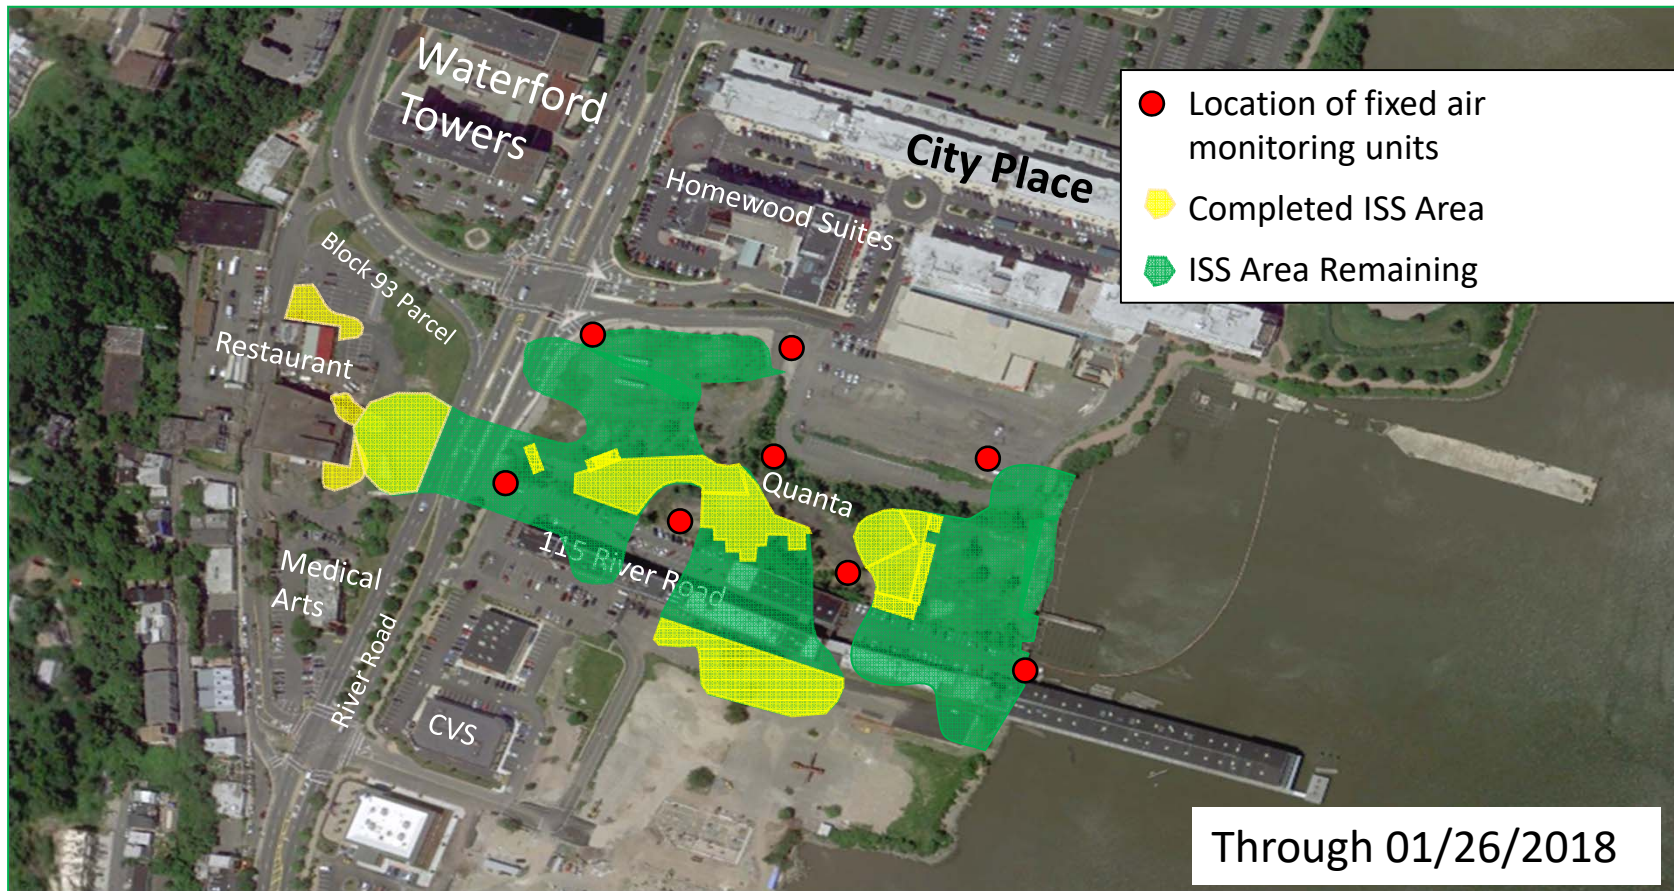 Waterford
Towers
City Place
Homewood Suites
Location of fixed air
monitoring units
Completed ISS Area
ISS Area Remaining
Block 93 Parcel
Restaurant
Quanta
115 River Road
Medical
Arts
River Road
CVS
Through 01/26/2018